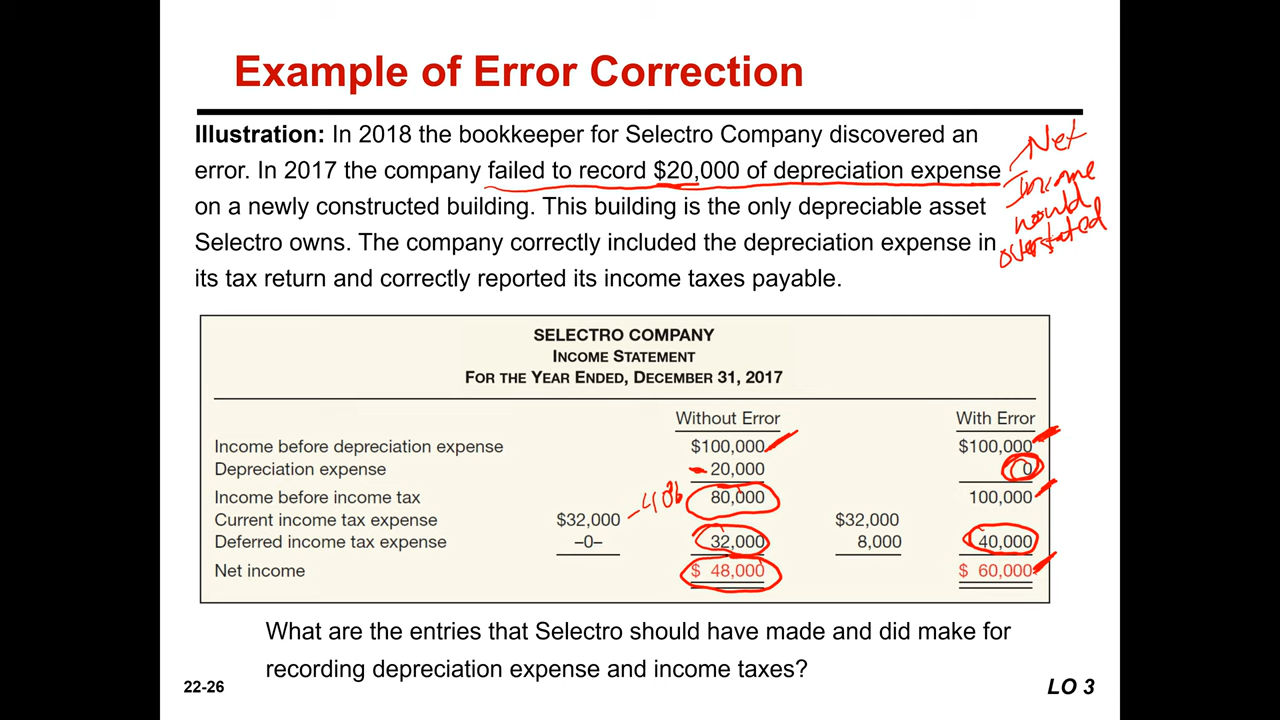 Example of Error Correction
Illustration: In 2018 the bookkeeper for Selectro Company discovered an
error. In 2017 the company failed to record $20,000 of depreciation expense
on a newly constructed building. This building is the only depreciable asset
Selectro owns. The company correctly included the depreciation expense in
its tax return and correctly reported its income taxes payable.
Net
Income
would
overstated
SELECTRO COMPANY
INCOME STATEMENT
FOR THE YEAR ENDED, DECEMBER 31, 2017
Without Error With Error
Income before depreciation expense $100,000 $100,000
Depreciation expense 20,000 0
Income before income tax 80,000 100,000
40%
Current income tax expense $32,000 $32,000
Deferred income tax expense –0– 32,000 8,000 40,000
Net income $ 48,000 $ 60,000
What are the entries that Selectro should have made and did make for
recording depreciation expense and income taxes?
22-26 LO 3